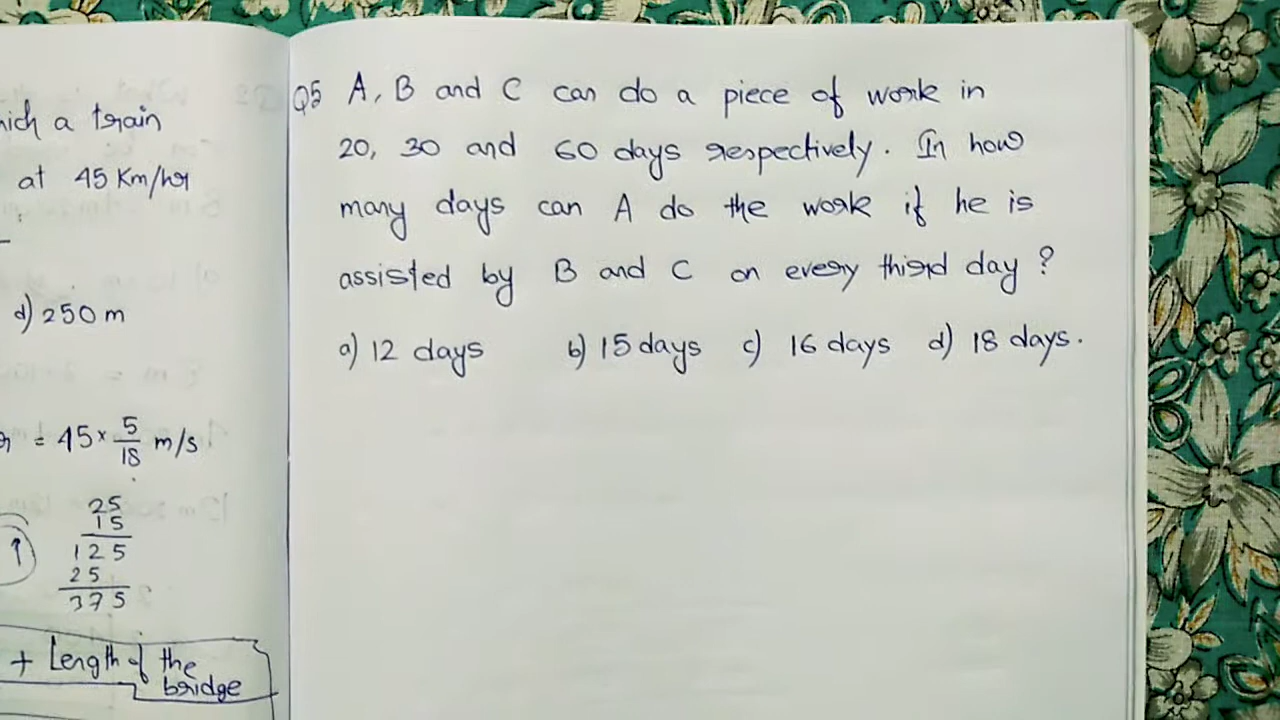 hich a train
at 45 Km/hr
d) 250 m
= 45 × 5/18 m/s
25
15
125
25
375
+ Length of the
bridge
Q5 A, B and C can do a piece of work in
20, 30 and 60 days respectively. In how
many days can A do the work if he is
assisted by B and C on every third day ?
a) 12 days b) 15 days c) 16 days d) 18 days.